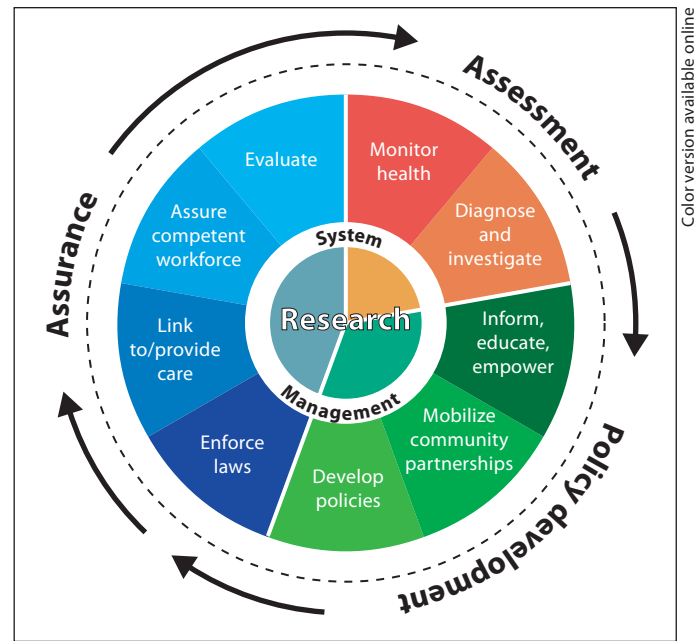 Color version available online
Assessment
Policy development
Assurance
Monitor
health
Diagnose
and
investigate
Inform,
educate,
empower
Mobilize
community
partnerships
Develop
policies
Enforce
laws
Link
to/provide
care
Assure
competent
workforce
Evaluate
System
Research
Management